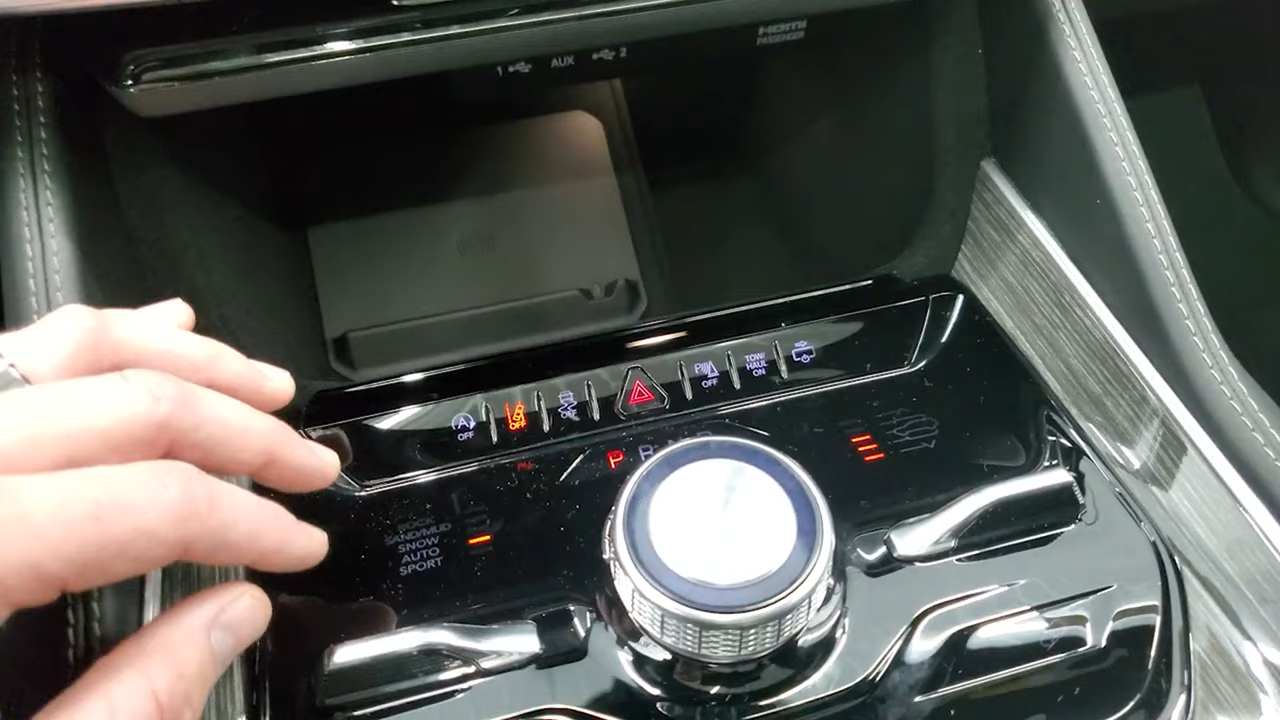 1 AUX 2
HDMI
PASSENGER
A
OFF
OFF
OFF
P
OFF
TOW/
HAUL
ON
P R N D
ROCK
SAND/MUD
SNOW
AUTO
SPORT